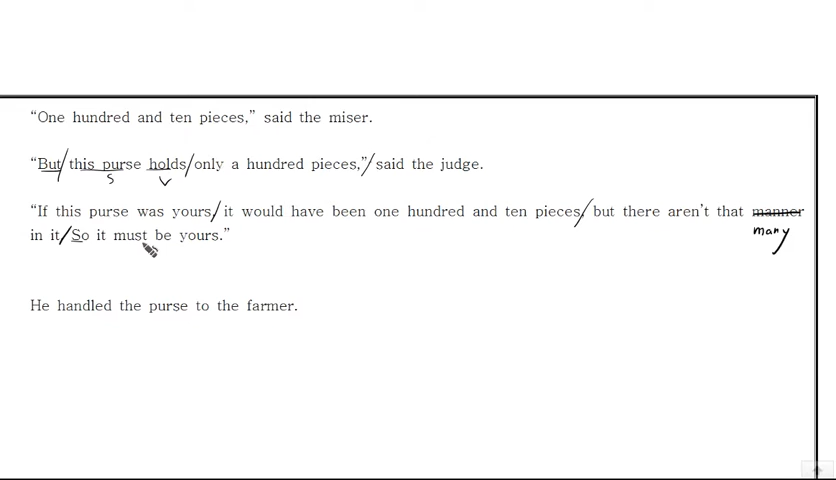 “One hundred and ten pieces,” said the miser.
“But this purse holds only a hundred pieces,” said the judge.
S V
“If this purse was yours, it would have been one hundred and ten pieces, but there aren't that manner
many
in it. So it must be yours.”
He handled the purse to the farmer.